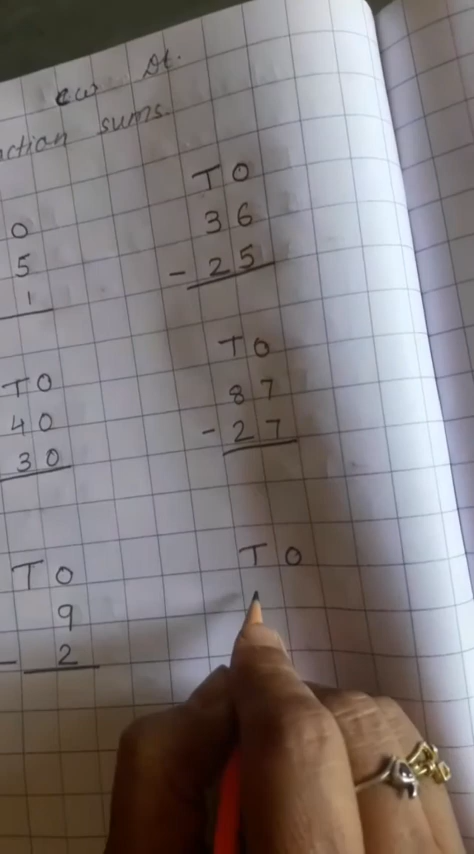 cw Dt.
ction sums.
O
5
1
T O
3 6
- 2 5
T O
4 0
3 0
T O
8 7
- 2 7
T O
9
- 2
T O